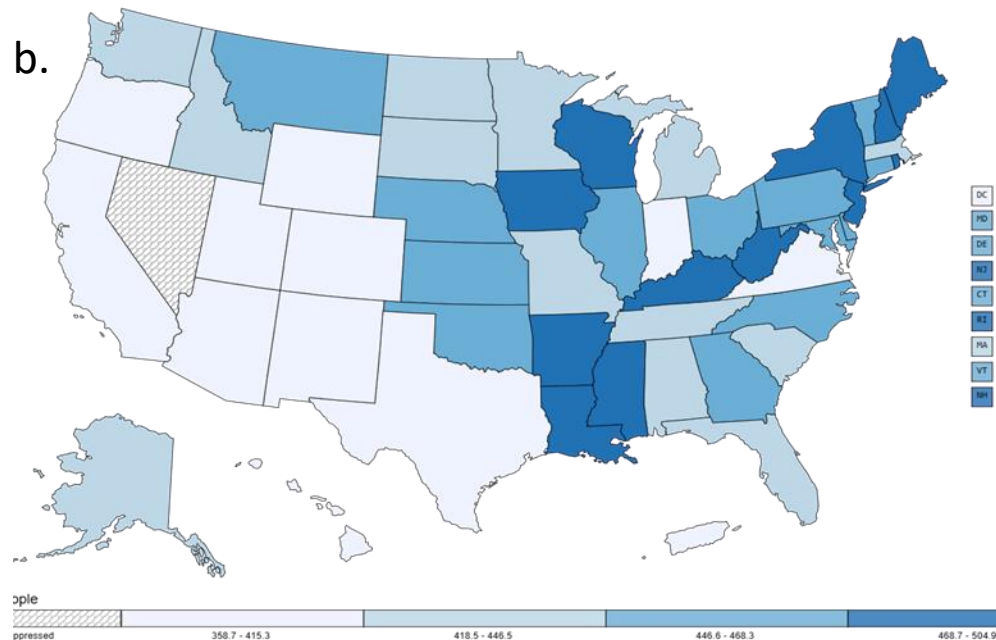 b.
DC
MD
DE
NJ
CT
RI
MA
VT
NH
ople
ppressed 358.7 - 415.3 418.5 - 446.5 446.6 - 468.3 468.7 - 504.9